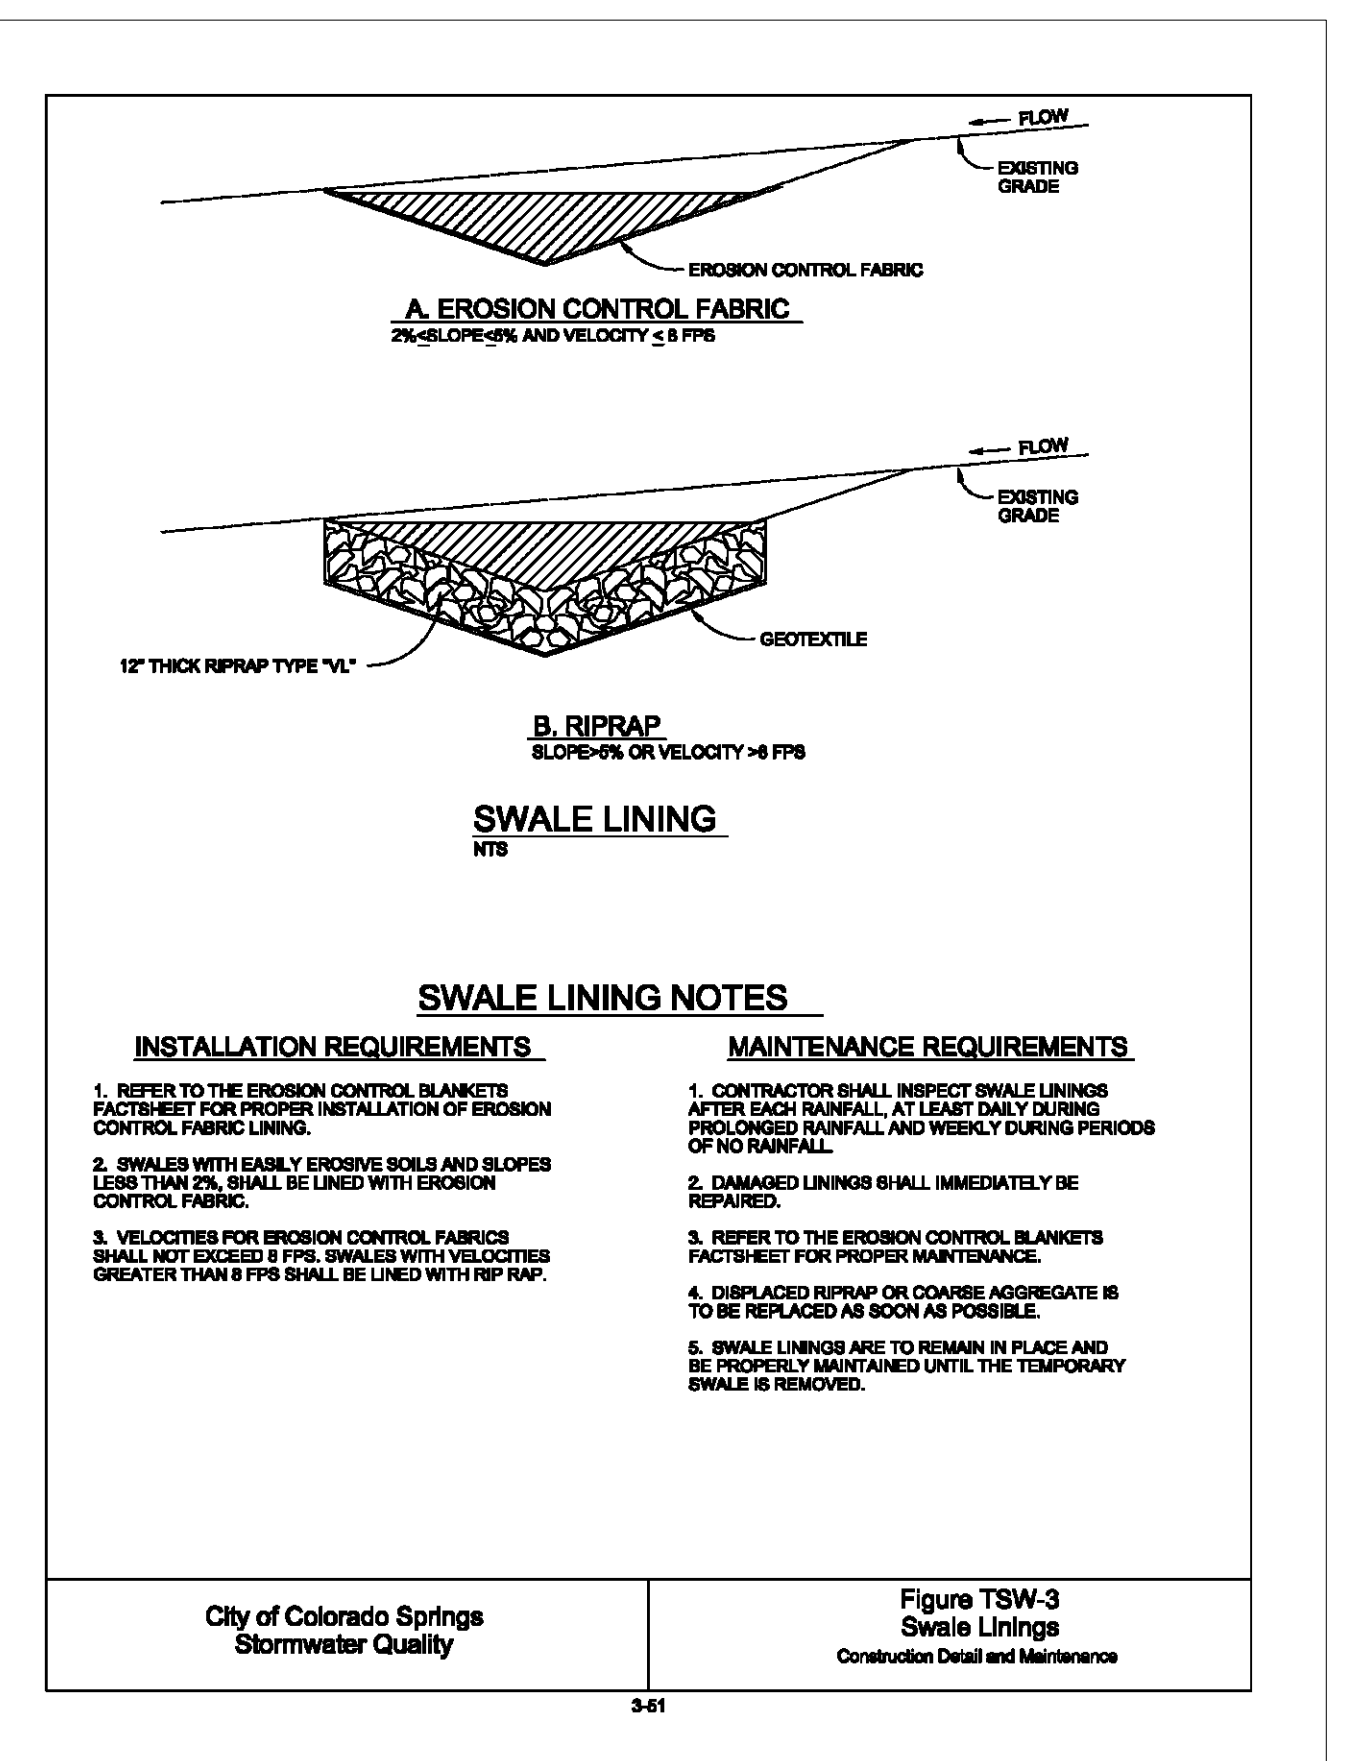 FLOW
EXISTING
GRADE
EROSION CONTROL FABRIC
A. EROSION CONTROL FABRIC
2%≤SLOPE≤5% AND VELOCITY ≤ 8 FPS
FLOW
EXISTING
GRADE
GEOTEXTILE
12" THICK RIPRAP TYPE "VL"
B. RIPRAP
SLOPE>5% OR VELOCITY >8 FPS
SWALE LINING
NTS
SWALE LINING NOTES
INSTALLATION REQUIREMENTS
1. REFER TO THE EROSION CONTROL BLANKETS
FACTSHEET FOR PROPER INSTALLATION OF EROSION
CONTROL FABRIC LINING.
2. SWALES WITH EASILY EROSIVE SOILS AND SLOPES
LESS THAN 2%, SHALL BE LINED WITH EROSION
CONTROL FABRIC.
3. VELOCITIES FOR EROSION CONTROL FABRICS
SHALL NOT EXCEED 8 FPS. SWALES WITH VELOCITIES
GREATER THAN 8 FPS SHALL BE LINED WITH RIP RAP.
MAINTENANCE REQUIREMENTS
1. CONTRACTOR SHALL INSPECT SWALE LININGS
AFTER EACH RAINFALL, AT LEAST DAILY DURING
PROLONGED RAINFALL AND WEEKLY DURING PERIODS
OF NO RAINFALL.
2. DAMAGED LININGS SHALL IMMEDIATELY BE
REPAIRED.
3. REFER TO THE EROSION CONTROL BLANKETS
FACTSHEET FOR PROPER MAINTENANCE.
4. DISPLACED RIPRAP OR COARSE AGGREGATE IS
TO BE REPLACED AS SOON AS POSSIBLE.
5. SWALE LININGS ARE TO REMAIN IN PLACE AND
BE PROPERLY MAINTAINED UNTIL THE TEMPORARY
SWALE IS REMOVED.
City of Colorado Springs
Stormwater Quality
Figure TSW-3
Swale Linings
Construction Detail and Maintenance
3-51